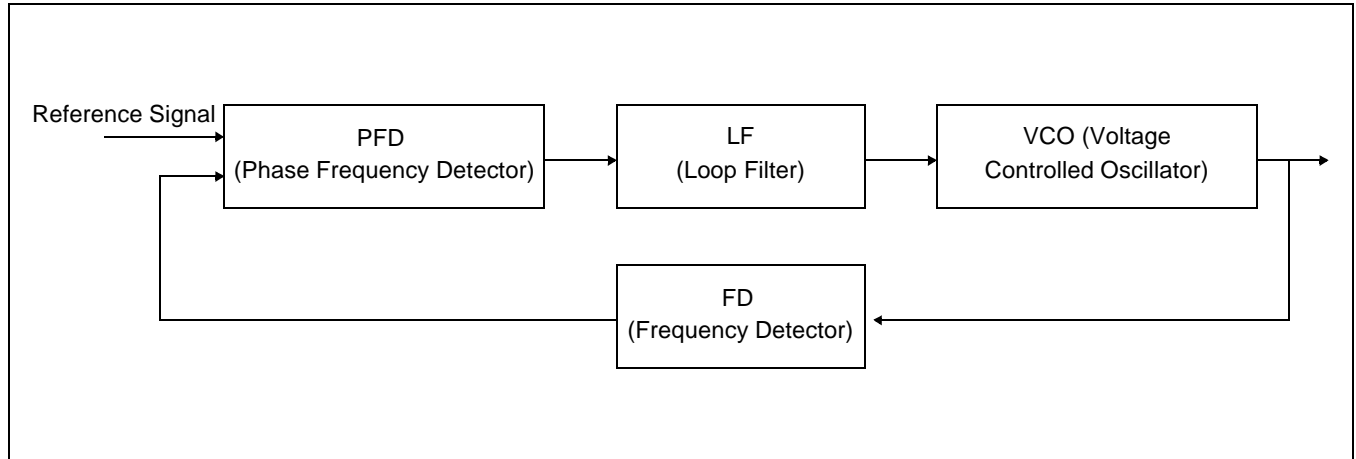 Reference Signal
PFD
(Phase Frequency Detector)
LF
(Loop Filter)
VCO (Voltage
Controlled Oscillator)
FD
(Frequency Detector)